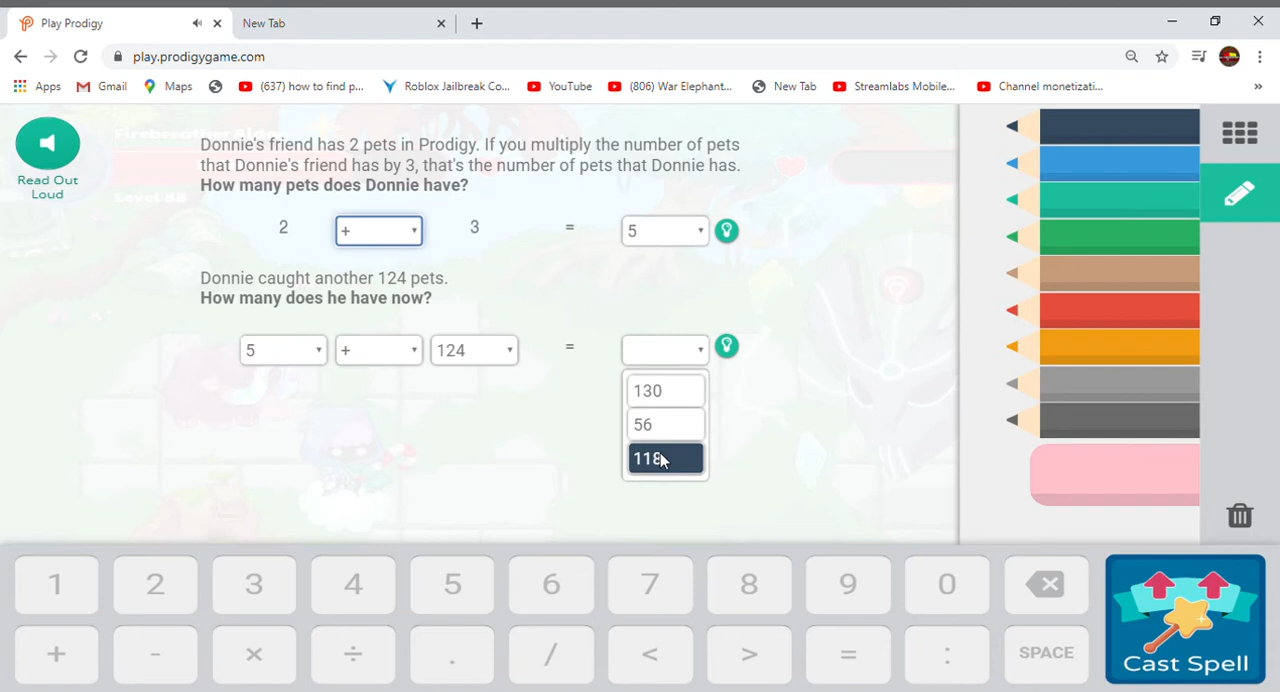 Play Prodigy
New Tab
play.prodigygame.com
Apps
Gmail
Maps
(637) how to find p...
Roblox Jailbreak Co...
YouTube
(806) War Elephant...
New Tab
Streamlabs Mobile...
Channel monetizati...
»
Read Out
Loud
Level 88
Donnie's friend has 2 pets in Prodigy. If you multiply the number of pets
that Donnie's friend has by 3, that's the number of pets that Donnie has.
How many pets does Donnie have?
2 + 3 = 5
Donnie caught another 124 pets.
How many does he have now?
5 + 124 =
130
56
118
1 2 3 4 5 6 7 8 9 0
+ - × ÷ . / < > = : SPACE
Cast Spell